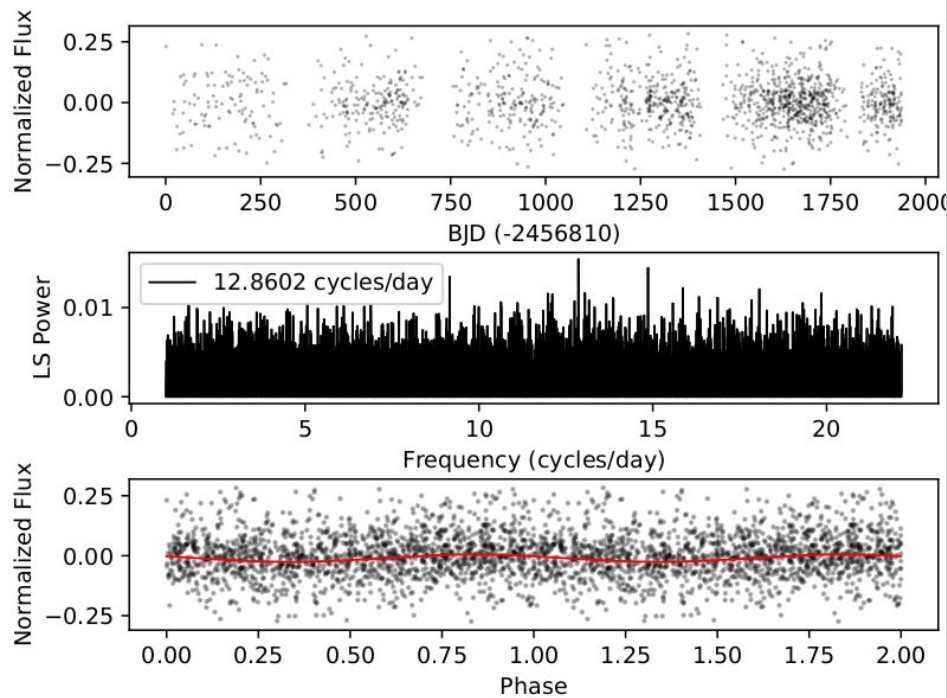 Normalized Flux
0.25
0.00
−0.25
0 250 500 750 1000 1250 1500 1750 2000
BJD (-2456810)
LS Power
0.01
0.00
12.8602 cycles/day
0 5 10 15 20
Frequency (cycles/day)
Normalized Flux
0.25
0.00
−0.25
0.00 0.25 0.50 0.75 1.00 1.25 1.50 1.75 2.00
Phase